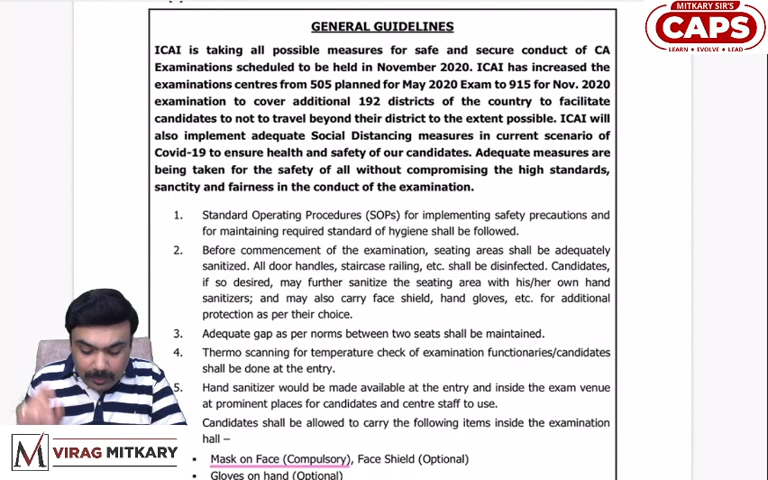 MITKARY SIR'S
CAPS
LEARN • EVOLVE • LEAD
GENERAL GUIDELINES
ICAI is taking all possible measures for safe and secure conduct of CA
Examinations scheduled to be held in November 2020. ICAI has increased the
examinations centres from 505 planned for May 2020 Exam to 915 for Nov. 2020
examination to cover additional 192 districts of the country to facilitate
candidates to not to travel beyond their district to the extent possible. ICAI will
also implement adequate Social Distancing measures in current scenario of
Covid-19 to ensure health and safety of our candidates. Adequate measures are
being taken for the safety of all without compromising the high standards,
sanctity and fairness in the conduct of the examination.
1. Standard Operating Procedures (SOPs) for implementing safety precautions and
for maintaining required standard of hygiene shall be followed.
2. Before commencement of the examination, seating areas shall be adequately
sanitized. All door handles, staircase railing, etc. shall be disinfected. Candidates,
if so desired, may further sanitize the seating area with his/her own hand
sanitizers; and may also carry face shield, hand gloves, etc. for additional
protection as per their choice.
3. Adequate gap as per norms between two seats shall be maintained.
4. Thermo scanning for temperature check of examination functionaries/candidates
shall be done at the entry.
5. Hand sanitizer would be made available at the entry and inside the exam venue
at prominent places for candidates and centre staff to use.
Candidates shall be allowed to carry the following items inside the examination
hall –
• Mask on Face (Compulsory), Face Shield (Optional)
• Gloves on hand (Optional)
VIRAG MITKARY